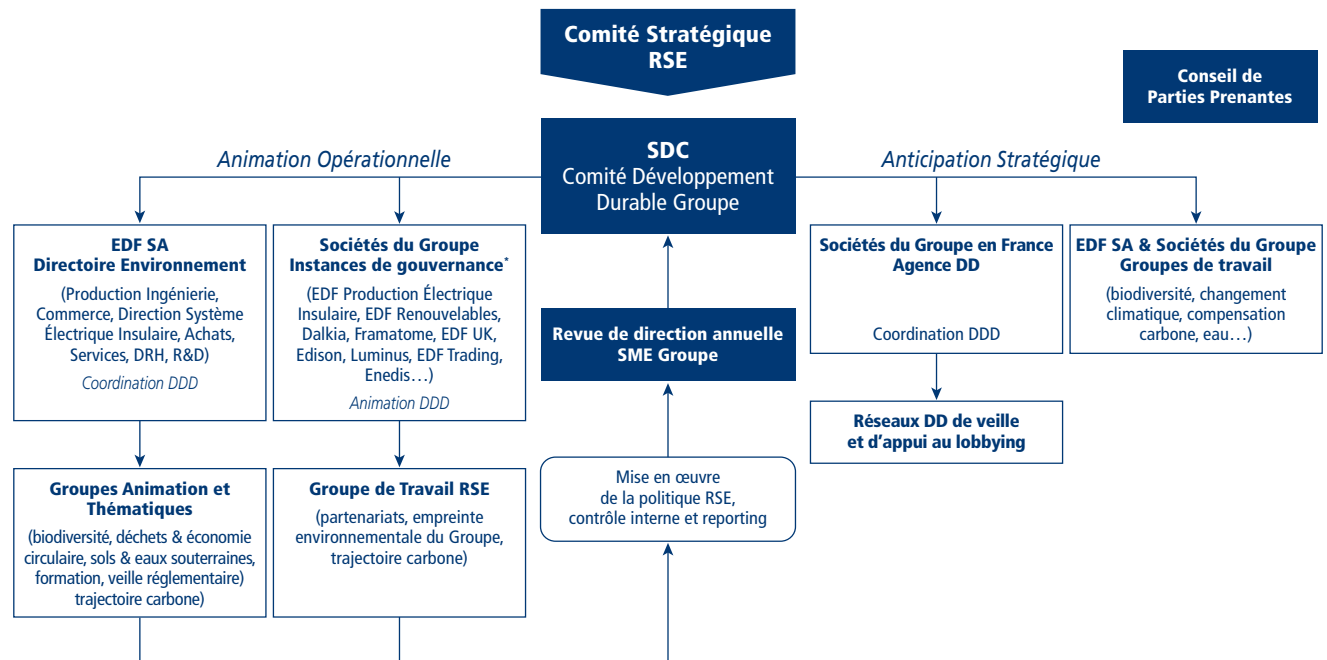 Comité Stratégique
RSE
Conseil de
Parties Prenantes
Animation Opérationnelle
SDC
Comité Développement
Durable Groupe
Anticipation Stratégique
EDF SA
Directoire Environnement
(Production Ingénierie,
Commerce, Direction Système
Électrique Insulaire, Achats,
Services, DRH, R&D)
Coordination DDD
Sociétés du Groupe
Instances de gouvernance*
(EDF Production Électrique
Insulaire, EDF Renouvelables,
Dalkia, Framatome, EDF UK,
Edison, Luminus, EDF Trading,
Enedis…)
Animation DDD
Revue de direction annuelle
SME Groupe
Sociétés du Groupe en France
Agence DD
Coordination DDD
EDF SA & Sociétés du Groupe
Groupes de travail
(biodiversité, changement
climatique, compensation
carbone, eau…)
Réseaux DD de veille
et d'appui au lobbying
Groupes Animation et
Thématiques
(biodiversité, déchets & économie
circulaire, sols & eaux souterraines,
formation, veille réglementaire)
trajectoire carbone)
Groupe de Travail RSE
(partenariats, empreinte
environnementale du Groupe,
trajectoire carbone)
Mise en œuvre
de la politique RSE,
contrôle interne et reporting